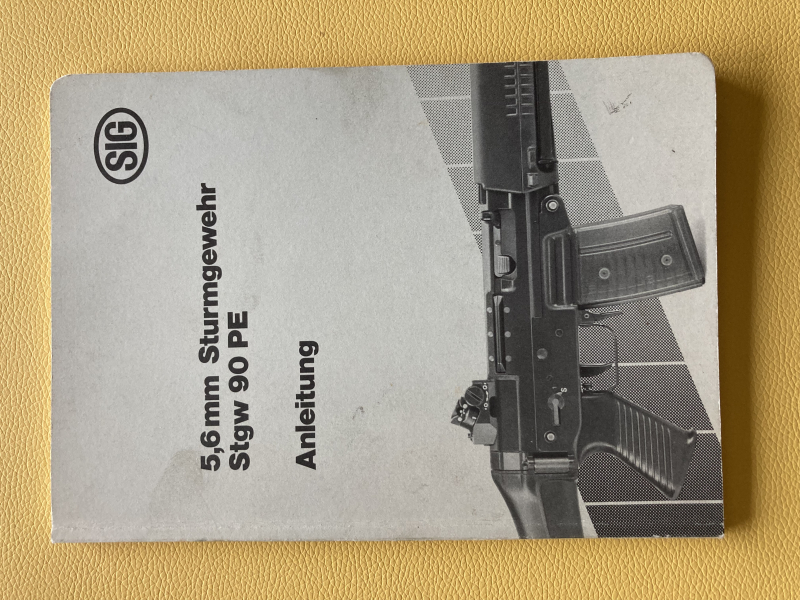 SIG
5,6 mm Sturmgewehr
Stgw 90 PE
Anleitung
S